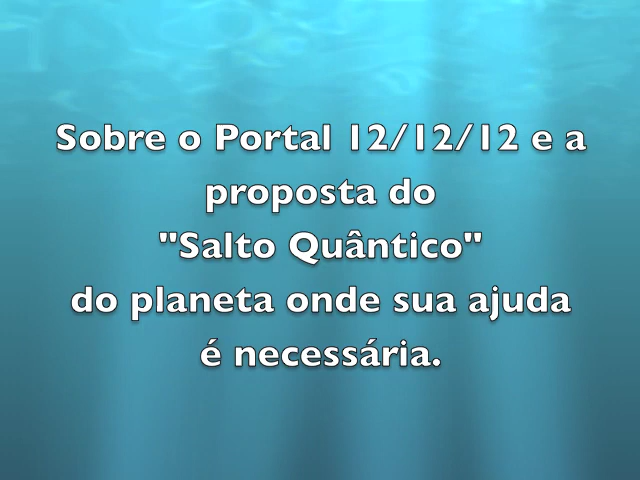 Sobre o Portal 12/12/12 e a
proposta do
"Salto Quântico"
do planeta onde sua ajuda
é necessária.